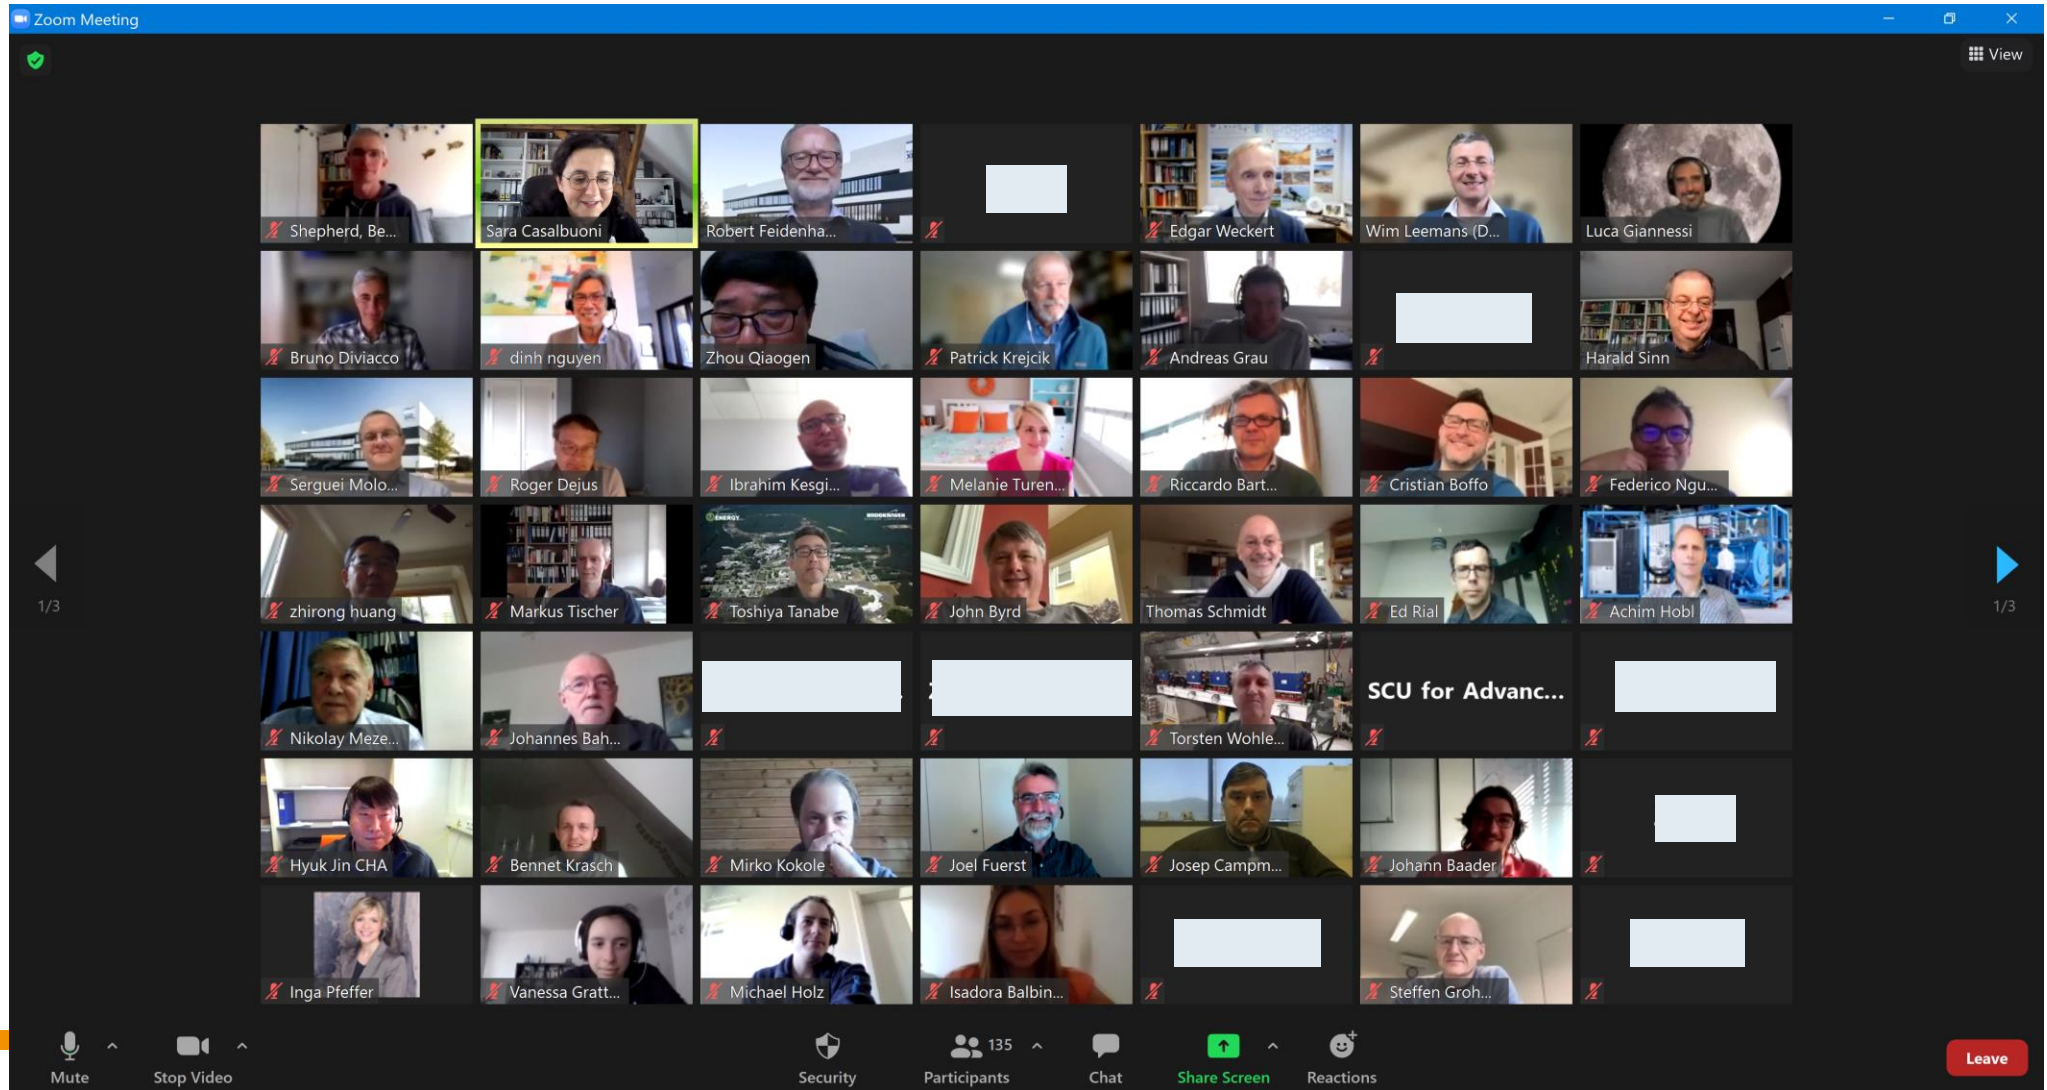 Zoom Meeting
View
Shepherd, Be...
Sara Casalbuoni
Robert Feidenha...
Edgar Weckert
Wim Leemans (D...
Luca Giannessi
Bruno Diviacco
dinh nguyen
Zhou Qiaogen
Patrick Krejcik
Andreas Grau
Harald Sinn
Serguei Molo...
Roger Dejus
Ibrahim Kesgi...
Melanie Turen...
Riccardo Bart...
Cristian Boffo
Federico Ngu...
ENERGY
BROOKHAVEN
zhirong huang
Markus Tischer
Toshiya Tanabe
John Byrd
Thomas Schmidt
Ed Rial
Achim Hobl
1/3
1/3
SCU for Advanc...
Nikolay Meze...
Johannes Bah...
Torsten Wohle...
Hyuk Jin CHA
Bennet Krasch
Mirko Kokole
Joel Fuerst
Josep Campm...
Johann Baader
Inga Pfeffer
Vanessa Gratt...
Michael Holz
Isadora Balbin...
Steffen Groh...
135
Mute
Stop Video
Security
Participants
Chat
Share Screen
Reactions
Leave